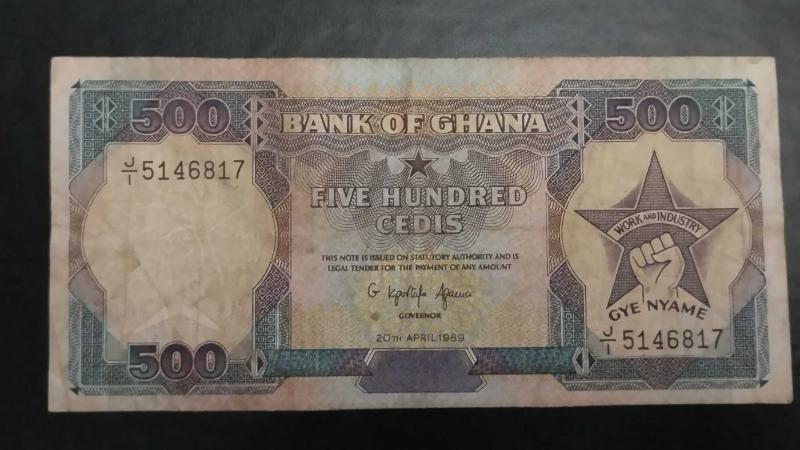 500
500
BANK OF GHANA
J/1 5146817
FIVE HUNDRED
CEDIS
THIS NOTE IS ISSUED ON STATUTORY AUTHORITY AND IS
LEGAL TENDER FOR THE PAYMENT OF ANY AMOUNT
GOVERNOR
20TH APRIL 1989
WORK AND INDUSTRY
GYE NYAME
J/1 5146817
500